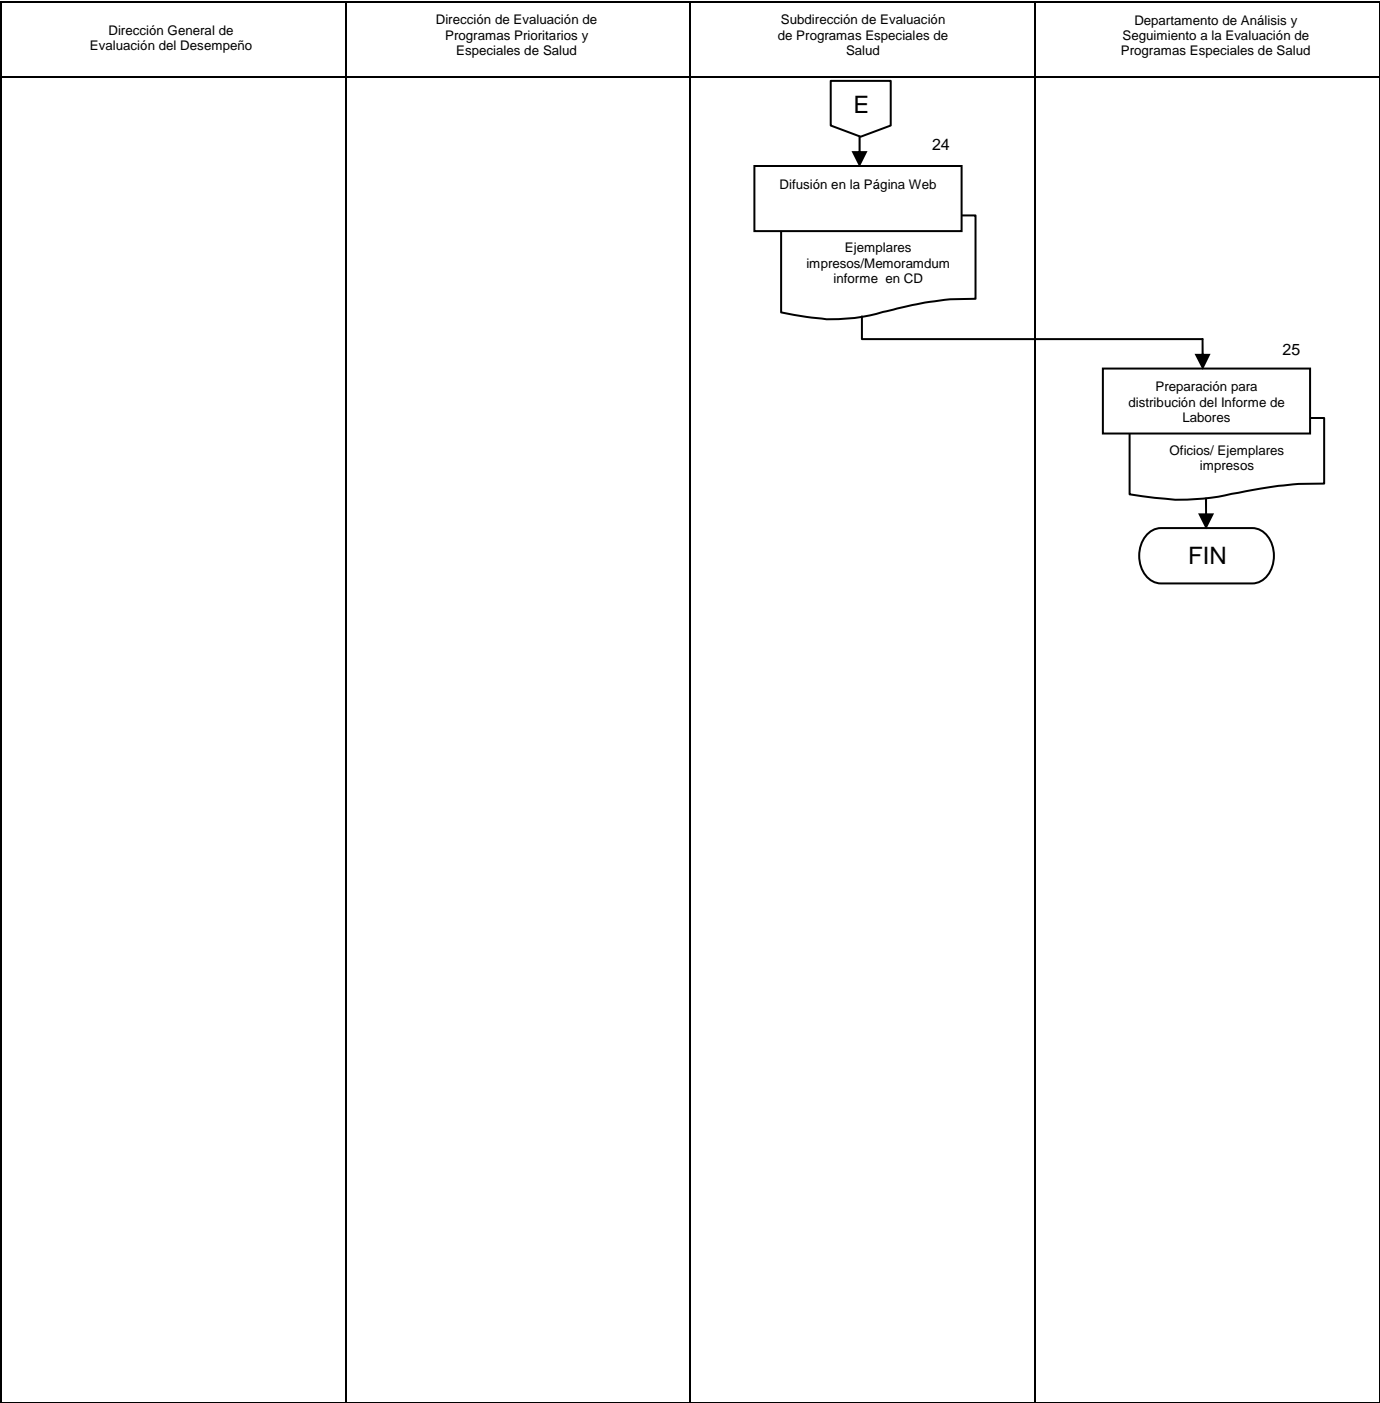 Dirección General de
Evaluación del Desempeño
Dirección de Evaluación de
Programas Prioritarios y
Especiales de Salud
Subdirección de Evaluación
de Programas Especiales de
Salud
Departamento de Análisis y
Seguimiento a la Evaluación de
Programas Especiales de Salud
E
24
Difusión en la Página Web
Ejemplares
impresos/Memoramdum
informe en CD
25
Preparación para
distribución del Informe de
Labores
Oficios/ Ejemplares
impresos
FIN